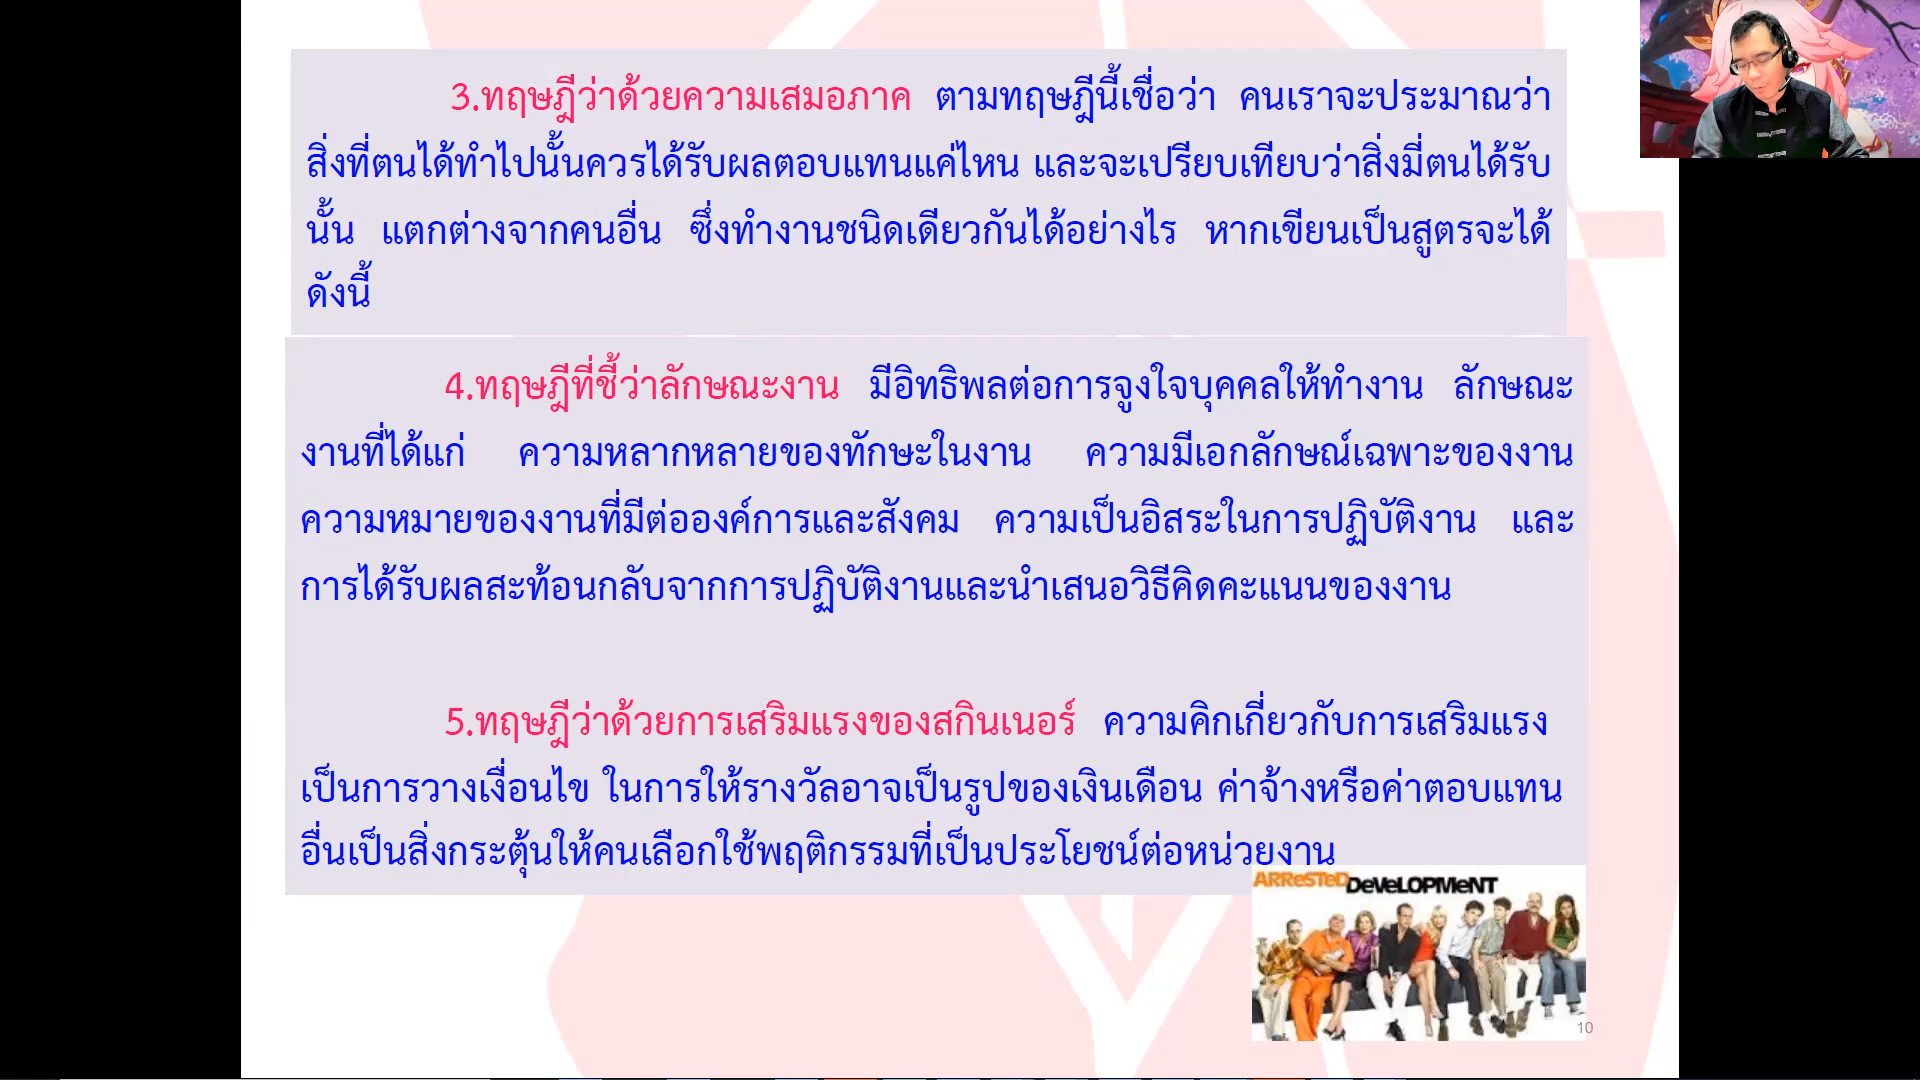 3.ทฤษฎีว่าด้วยความเสมอภาค ตามทฤษฎีนี้เชื่อว่า คนเราจะประมาณว่า
สิ่งที่ตนได้ทำไปนั้นควรได้รับผลตอบแทนแค่ไหน และจะเปรียบเทียบว่าสิ่งมี่ตนได้รับ
นั้น แตกต่างจากคนอื่น ซึ่งทำงานชนิดเดียวกันได้อย่างไร หากเขียนเป็นสูตรจะได้
ดังนี้
4.ทฤษฎีที่ชี้ว่าลักษณะงาน มีอิทธิพลต่อการจูงใจบุคคลให้ทำงาน ลักษณะ
งานที่ได้แก่ ความหลากหลายของทักษะในงาน ความมีเอกลักษณ์เฉพาะของงาน
ความหมายของงานที่มีต่อองค์การและสังคม ความเป็นอิสระในการปฏิบัติงาน และ
การได้รับผลสะท้อนกลับจากการปฏิบัติงานและนำเสนอวิธีคิดคะแนนของงาน
5.ทฤษฎีว่าด้วยการเสริมแรงของสกินเนอร์ ความคิกเกี่ยวกับการเสริมแรง
เป็นการวางเงื่อนไข ในการให้รางวัลอาจเป็นรูปของเงินเดือน ค่าจ้างหรือค่าตอบแทน
อื่นเป็นสิ่งกระตุ้นให้คนเลือกใช้พฤติกรรมที่เป็นประโยชน์ต่อหน่วยงาน
ARReSTeD DeVeLOPMeNT
10